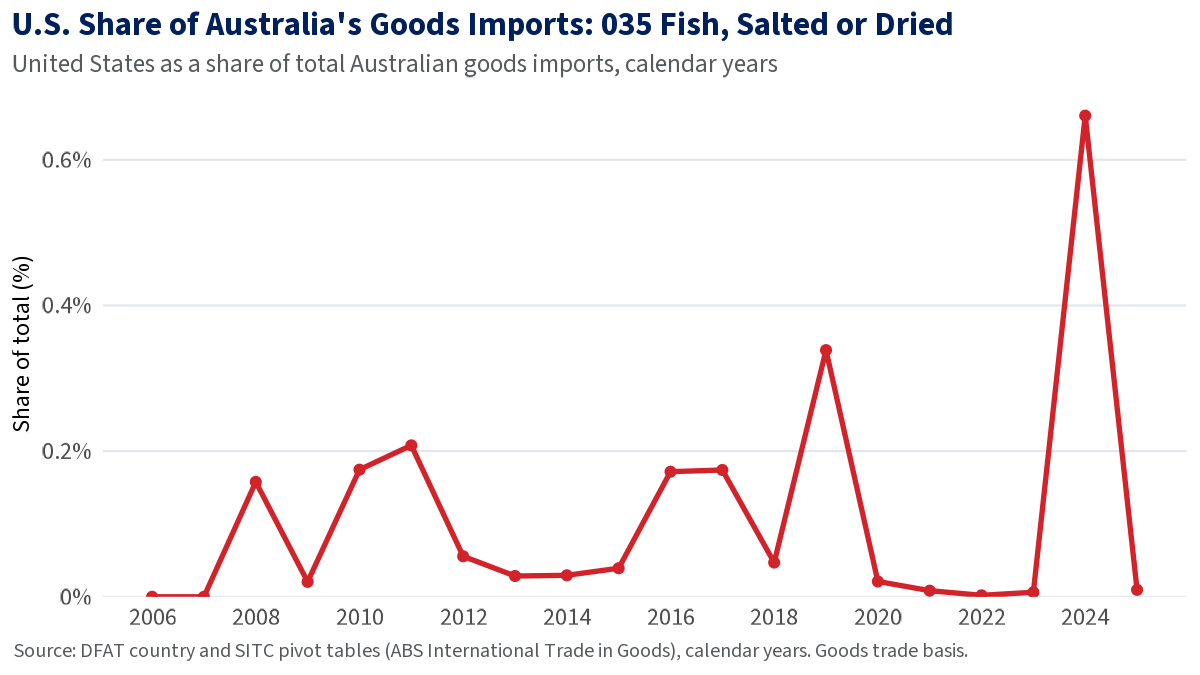 U.S. Share of Australia's Goods Imports: 035 Fish, Salted or Dried
United States as a share of total Australian goods imports, calendar years
Share of total (%)
0.6%
0.4%
0.2%
0%
2006 2008 2010 2012 2014 2016 2018 2020 2022 2024
Source: DFAT country and SITC pivot tables (ABS International Trade in Goods), calendar years. Goods trade basis.